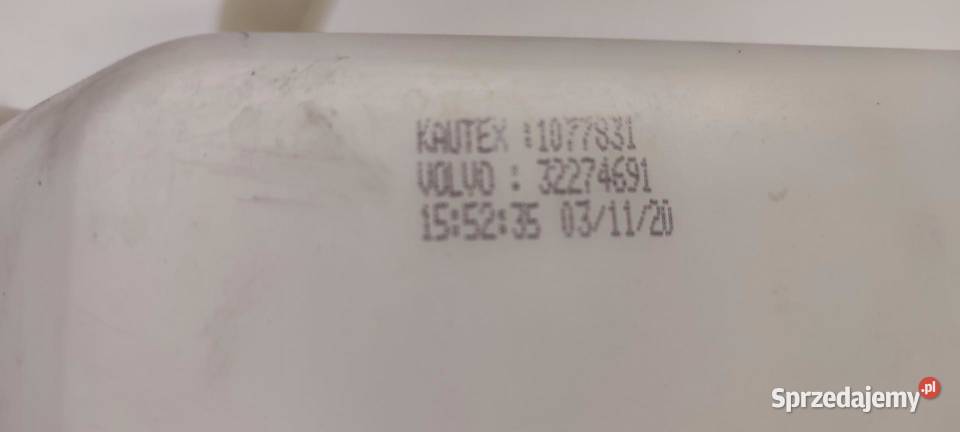 KAUTEX :1077831
VOLVO : 32274691
15:52:35 03/11/20
Sprzedajemy.pl